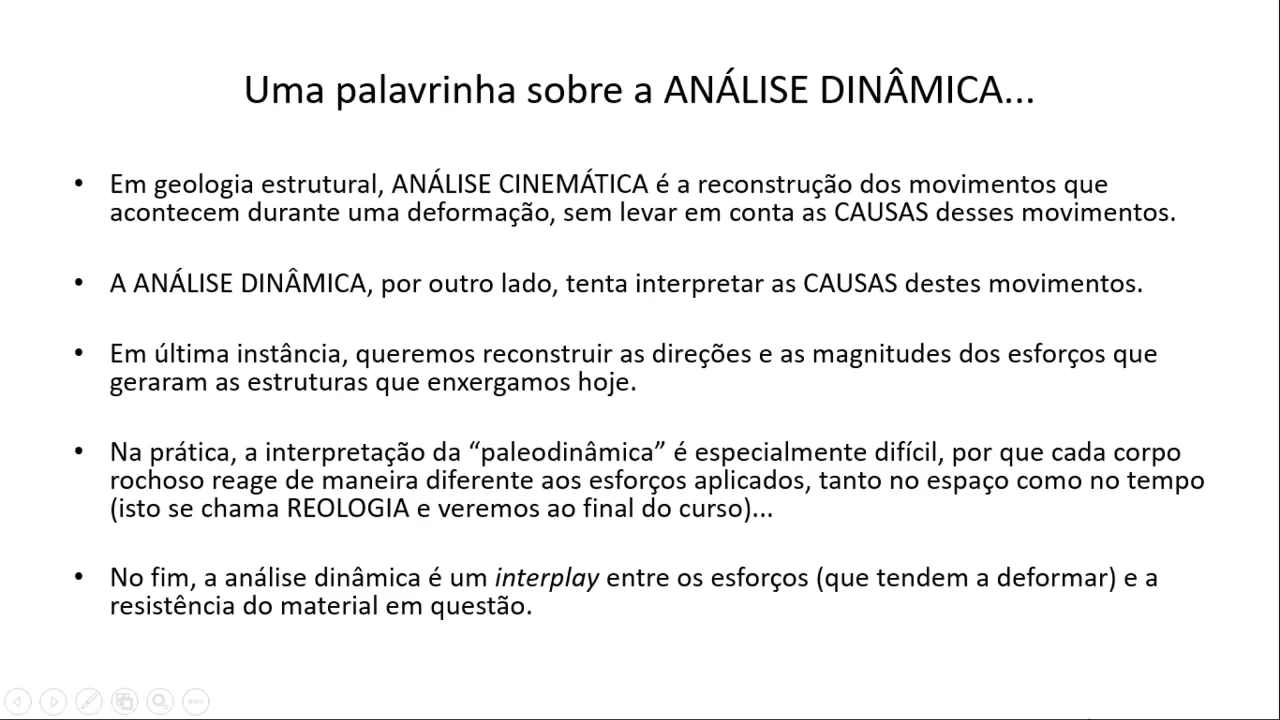 Uma palavrinha sobre a ANÁLISE DINÂMICA...
• Em geologia estrutural, ANÁLISE CINEMÁTICA é a reconstrução dos movimentos que
acontecem durante uma deformação, sem levar em conta as CAUSAS desses movimentos.
• A ANÁLISE DINÂMICA, por outro lado, tenta interpretar as CAUSAS destes movimentos.
• Em última instância, queremos reconstruir as direções e as magnitudes dos esforços que
geraram as estruturas que enxergamos hoje.
• Na prática, a interpretação da “paleodinâmica” é especialmente difícil, por que cada corpo
rochoso reage de maneira diferente aos esforços aplicados, tanto no espaço como no tempo
(isto se chama REOLOGIA e veremos ao final do curso)...
• No fim, a análise dinâmica é um interplay entre os esforços (que tendem a deformar) e a
resistência do material em questão.